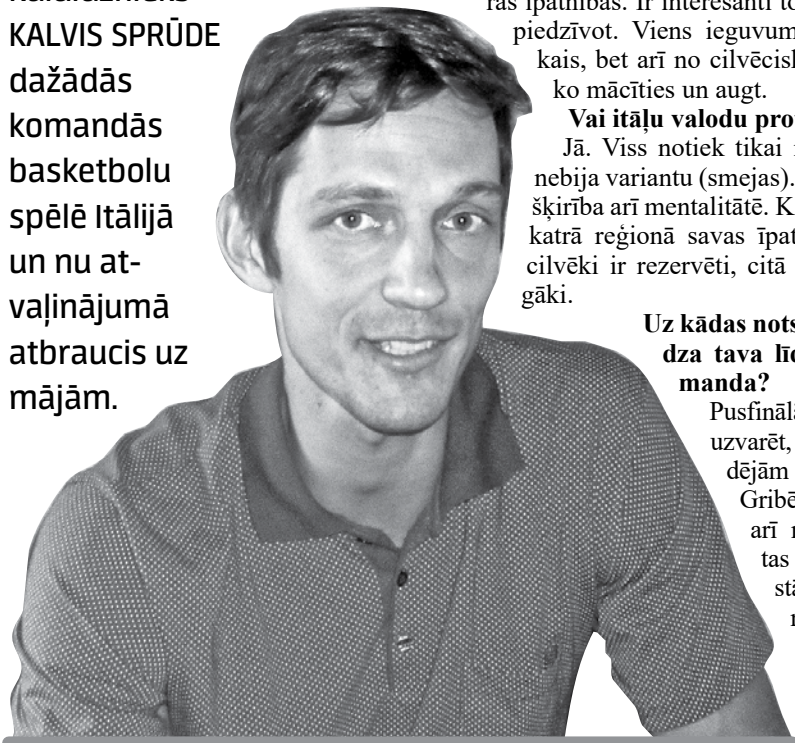 KALVIS SPRŪDE
dažādās
komandās
basketbolu
spēlē Itālijā
un nu at-
vaļinājumā
atbraucis uz
mājām.
ras īpatnības. Ir interesanti to
piedzīvot. Viens ieguvum
kais, bet arī no cilvēcisk
ko mācīties un augt.
Vai itāļu valodu prot
Jā. Viss notiek tikai
nebija variantu (smejas).
šķirība arī mentalitātē. K
katrā reģionā savas īpat
cilvēki ir rezervēti, citā
gāki.
Uz kādas nots
dza tava līd
manda?
Pusfinālā
uzvarēt,
dējām
Gribē
arī
tas
stā